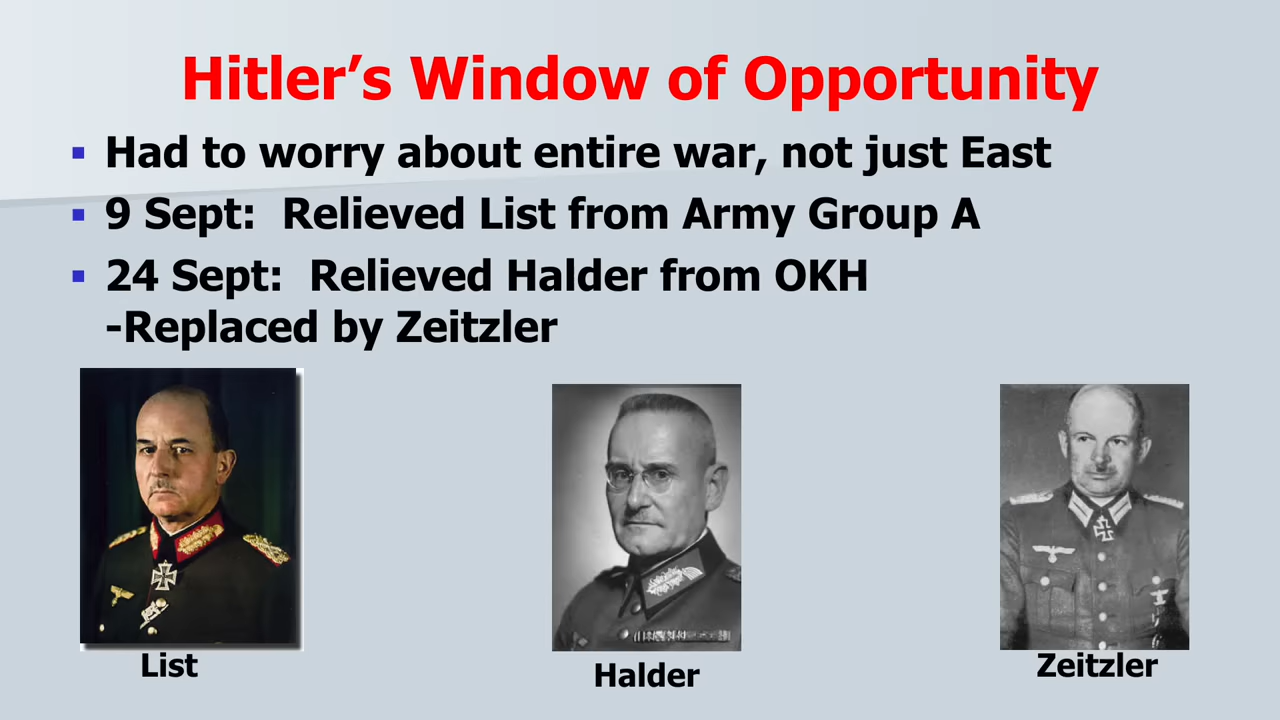 Hitler’s Window of Opportunity
▪ Had to worry about entire war, not just East
▪ 9 Sept:  Relieved List from Army Group A
▪ 24 Sept:  Relieved Halder from OKH
-Replaced by Zeitzler
List
Halder
Zeitzler